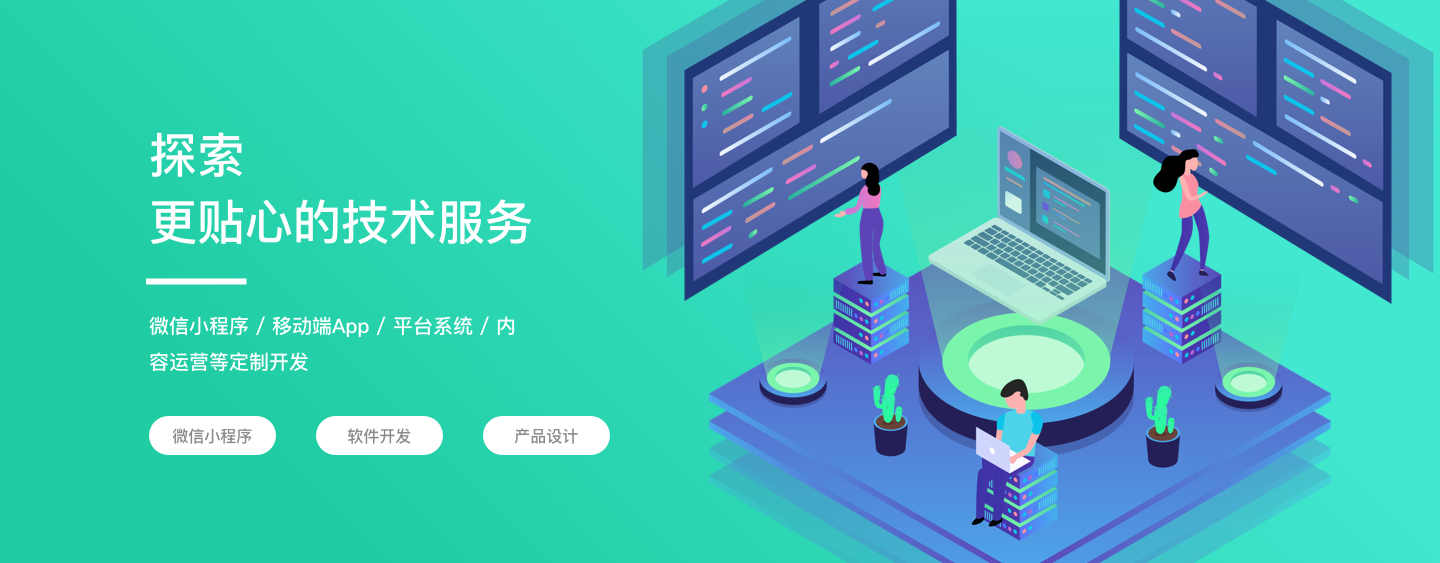 探索
更贴心的技术服务
微信小程序 / 移动端App / 平台系统 / 内
容运营等定制开发
微信小程序
软件开发
产品设计